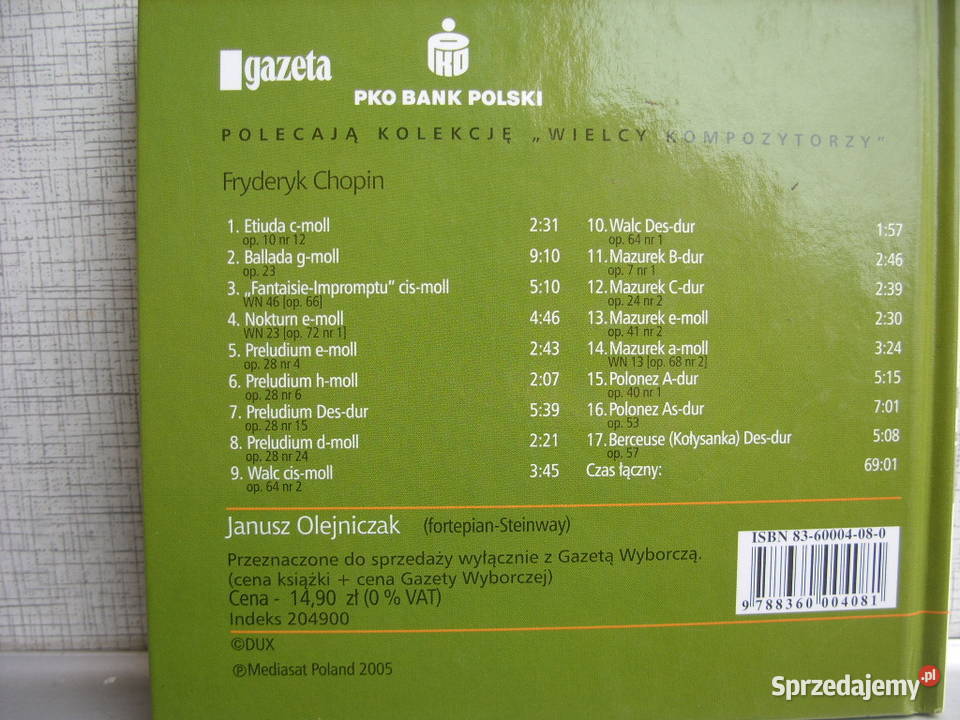 gazeta
PKO
PKO BANK POLSKI
POLECAJĄ KOLEKCJĘ „WIELCY KOMPOZYTORZY”
Fryderyk Chopin
1. Etiuda c-moll 2:31
op. 10 nr 12
2. Ballada g-moll 9:10
op. 23
3. „Fantaisie-Impromptu” cis-moll 5:10
WN 46 [op. 66]
4. Nokturn e-moll 4:46
WN 23 [op. 72 nr 1]
5. Preludium e-moll 2:43
op. 28 nr 4
6. Preludium h-moll 2:07
op. 28 nr 6
7. Preludium Des-dur 5:39
op. 28 nr 15
8. Preludium d-moll 2:21
op. 28 nr 24
9. Walc cis-moll 3:45
op. 64 nr 2
10. Walc Des-dur 1:57
op. 64 nr 1
11. Mazurek B-dur 2:46
op. 7 nr 1
12. Mazurek C-dur 2:39
op. 24 nr 2
13. Mazurek e-moll 2:30
op. 41 nr 2
14. Mazurek a-moll 3:24
WN 13 [op. 68 nr 2]
15. Polonez A-dur 5:15
op. 40 nr 1
16. Polonez As-dur 7:01
op. 53
17. Berceuse (Kołysanka) Des-dur 5:08
op. 57
Czas łączny: 69:01
Janusz Olejniczak (fortepian-Steinway)
Przeznaczone do sprzedaży wyłącznie z Gazetą Wyborczą.
(cena książki + cena Gazety Wyborczej)
Cena - 14,90 zł (0 % VAT)
Indeks 204900
©DUX
℗Mediasat Poland 2005
ISBN 83-60004-08-0
9 788360 004081
Sprzedajemy.pl